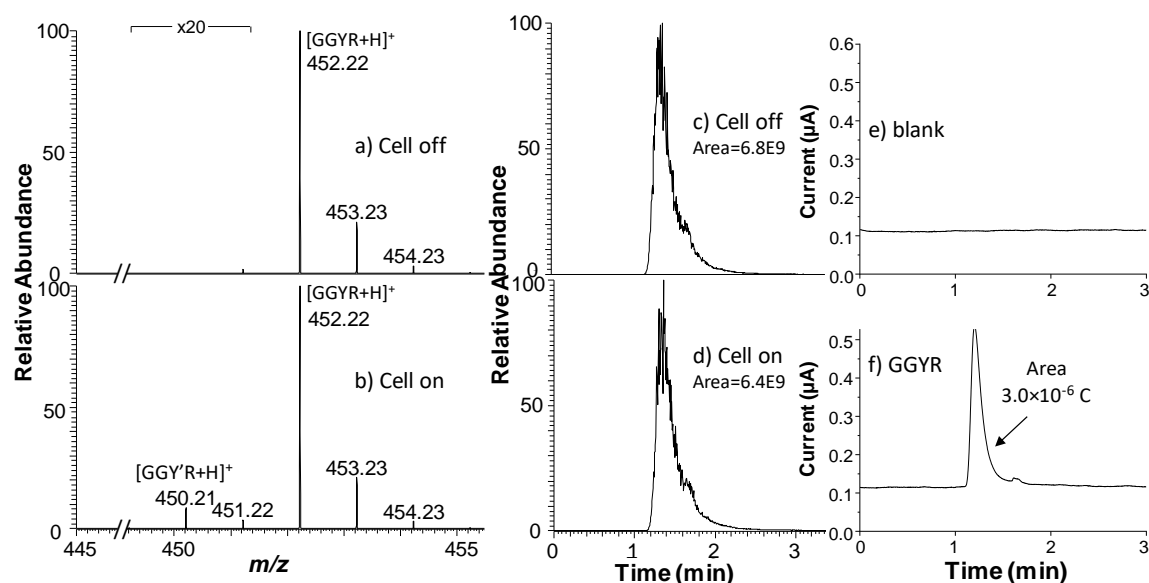 x20
100
[GGYR+H]⁺
452.22
a) Cell off
50
453.23
454.23
0
100
[GGYR+H]⁺
452.22
b) Cell on
50
[GGY'R+H]⁺
450.21
451.22
453.23
454.23
0
445
450
455
m/z
Relative Abundance
Relative Abundance
100
c) Cell off
Area=6.8E9
50
0
100
d) Cell on
Area=6.4E9
50
0
0
1
2
3
Time (min)
Relative Abundance
Relative Abundance
0.6
0.5
0.4
0.3
0.2
0.1
0.0
e) blank
Current (µA)
0
1
2
3
0.5
0.4
0.3
0.2
0.1
0.0
f) GGYR
Area
3.0×10⁻⁶ C
Current (µA)
0
1
2
3
Time (min)